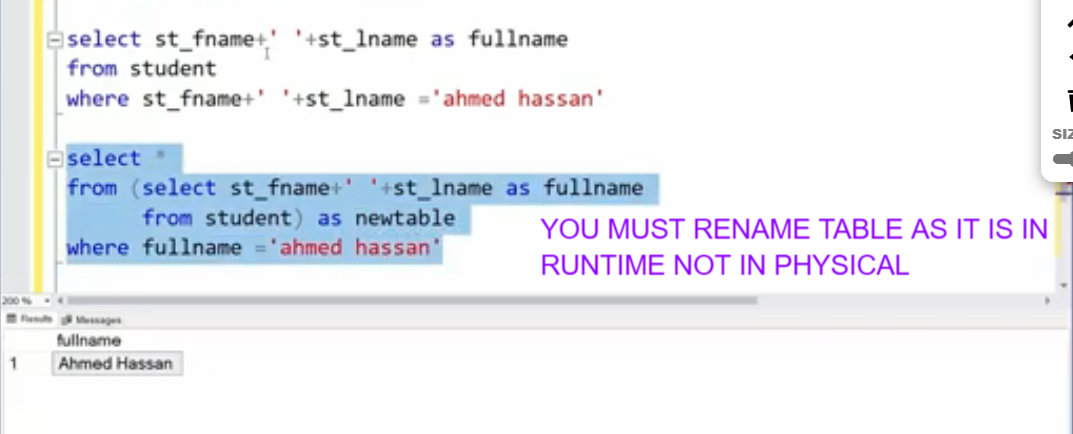 select st_fname+' '+st_lname as fullname
from student
where st_fname+' '+st_lname ='ahmed hassan'
select *
from (select st_fname+' '+st_lname as fullname
from student) as newtable
where fullname ='ahmed hassan'
YOU MUST RENAME TABLE AS IT IS IN
RUNTIME NOT IN PHYSICAL
SIZ
200 %
Results Messages
fullname
1 Ahmed Hassan